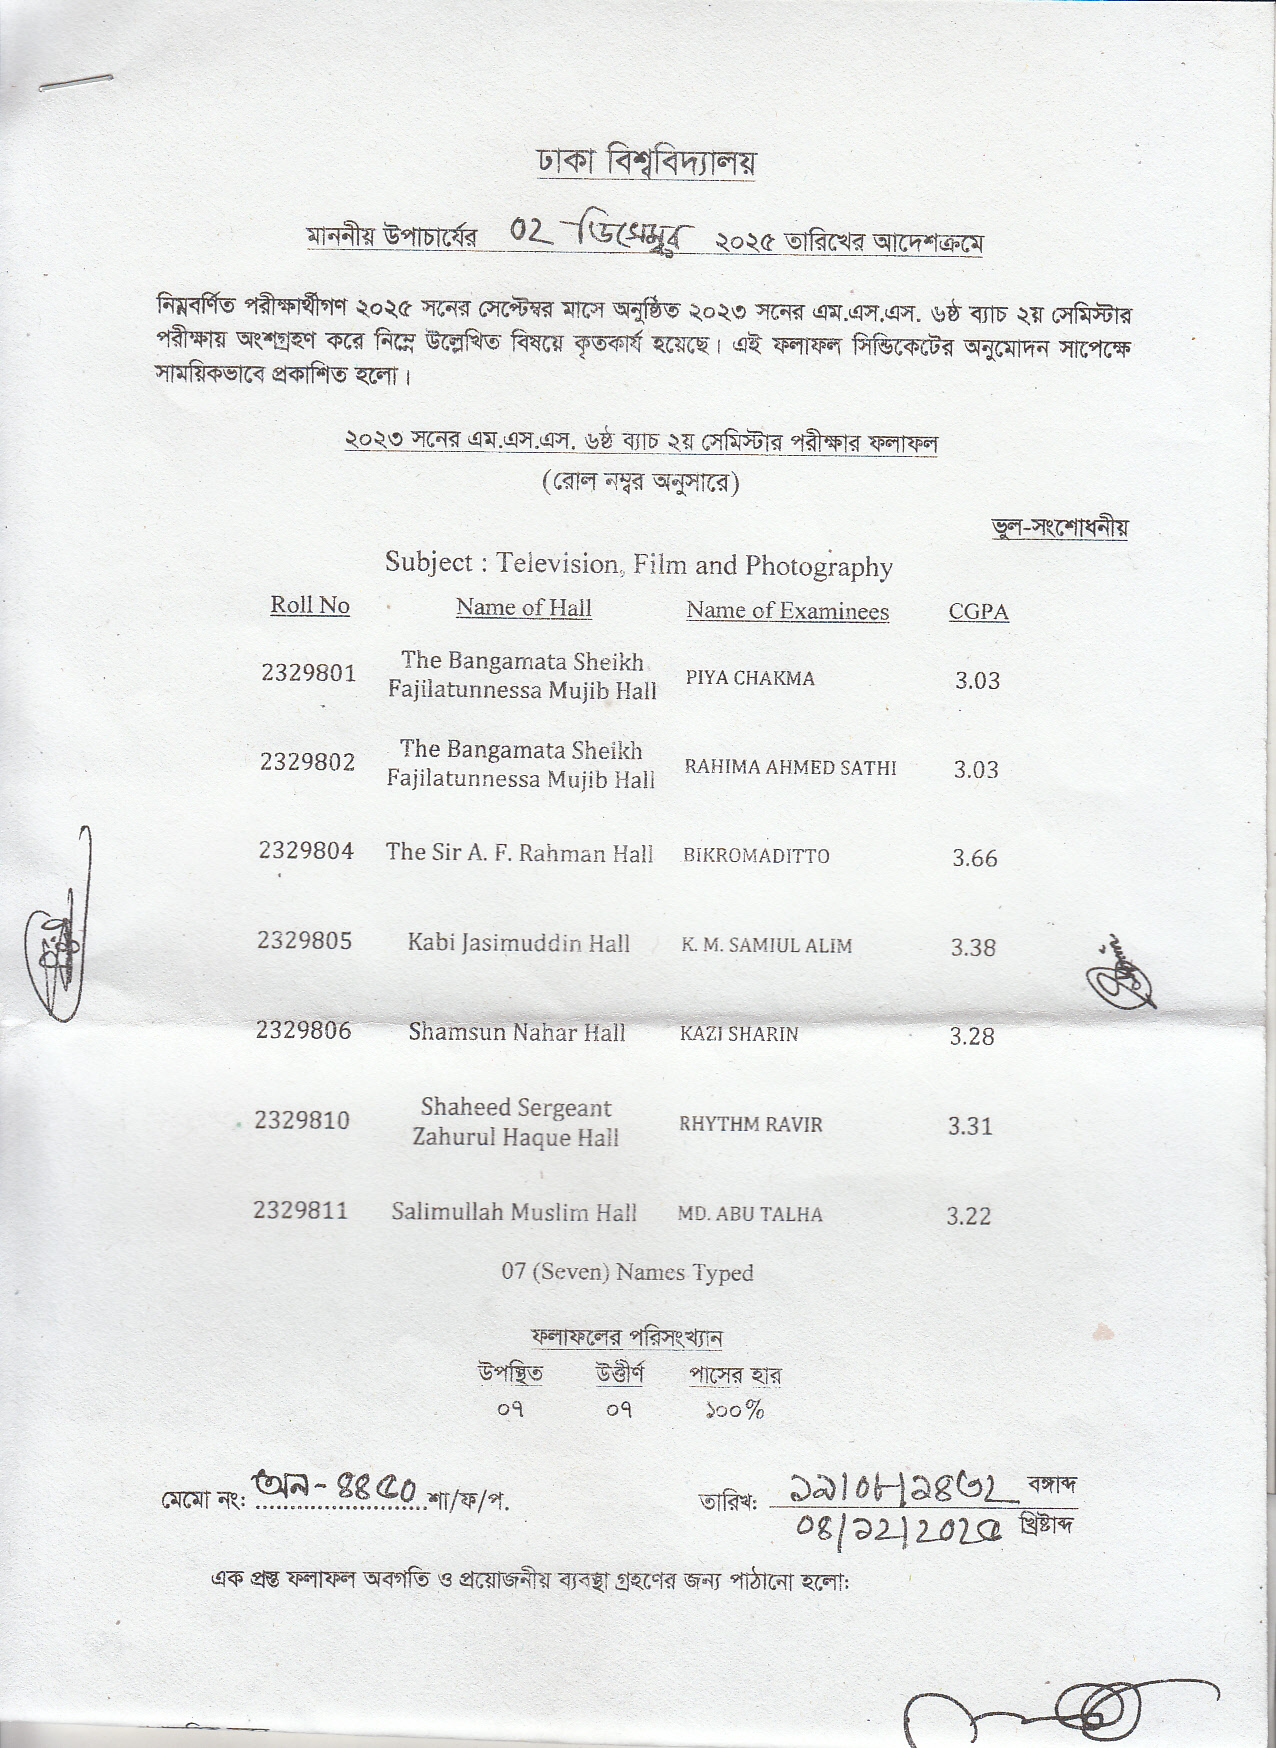 ঢাকা বিশ্ববিদ্যালয়
মাননীয় উপাচার্যের ০২ ডিসেম্বর ২০২৫ তারিখের আদেশক্রমে
নিম্নবর্ণিত পরীক্ষার্থীগণ ২০২৫ সনের সেপ্টেম্বর মাসে অনুষ্ঠিত ২০২৩ সনের এম.এস.এস. ৬ষ্ঠ ব্যাচ ২য় সেমিস্টার
পরীক্ষায় অংশগ্রহণ করে নিম্নে উল্লেখিত বিষয়ে কৃতকার্য হয়েছে। এই ফলাফল সিন্ডিকেটের অনুমোদন সাপেক্ষে
সাময়িকভাবে প্রকাশিত হলো।
২০২৩ সনের এম.এস.এস. ৬ষ্ঠ ব্যাচ ২য় সেমিস্টার পরীক্ষার ফলাফল
(রোল নম্বর অনুসারে)
ভুল-সংশোধনীয়
Subject : Television, Film and Photography
Roll No Name of Hall Name of Examinees CGPA
2329801 The Bangamata Sheikh Fajilatunnessa Mujib Hall PIYA CHAKMA 3.03
2329802 The Bangamata Sheikh Fajilatunnessa Mujib Hall RAHIMA AHMED SATHI 3.03
2329804 The Sir A. F. Rahman Hall BIKROMADITTO 3.66
2329805 Kabi Jasimuddin Hall K. M. SAMIUL ALIM 3.38
2329806 Shamsun Nahar Hall KAZI SHARIN 3.28
2329810 Shaheed Sergeant Zahurul Haque Hall RHYTHM RAVIR 3.31
2329811 Salimullah Muslim Hall MD. ABU TALHA 3.22
07 (Seven) Names Typed
ফলাফলের পরিসংখ্যান
উপস্থিত উত্তীর্ণ পাসের হার
০৭ ০৭ ১০০%
মেমো নং: অন-৪৪৫০ শা/ফ/প.
তারিখ: ১৯/০৮/১৪৩২ বঙ্গাব্দ
০৪/১২/২০২৫ খ্রিষ্টাব্দ
এক প্রস্ত ফলাফল অবগতি ও প্রয়োজনীয় ব্যবস্থা গ্রহণের জন্য পাঠানো হলো: